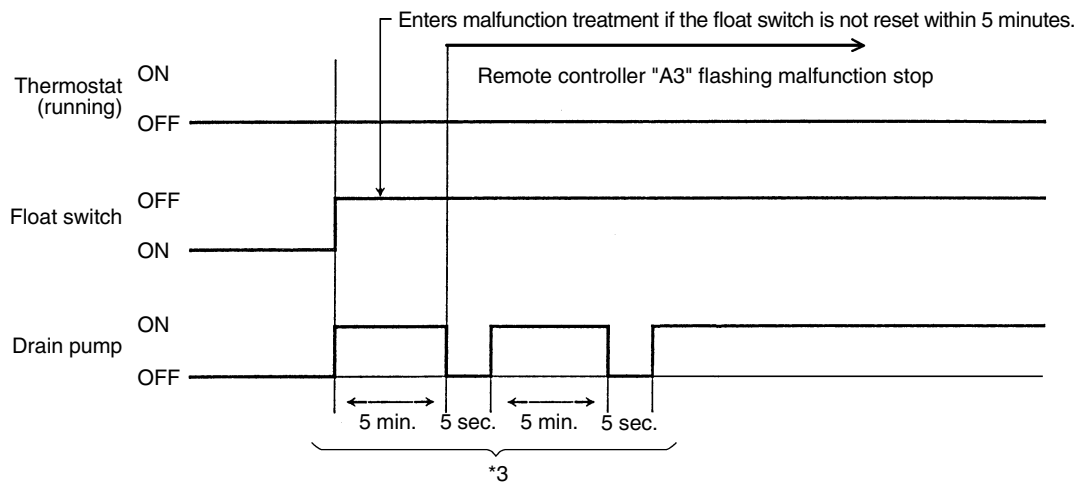 Enters malfunction treatment if the float switch is not reset within 5 minutes.
Remote controller "A3" flashing malfunction stop
Thermostat
(running)
ON
OFF
Float switch
OFF
ON
Drain pump
ON
OFF
5 min.
5 sec.
5 min.
5 sec.
*3